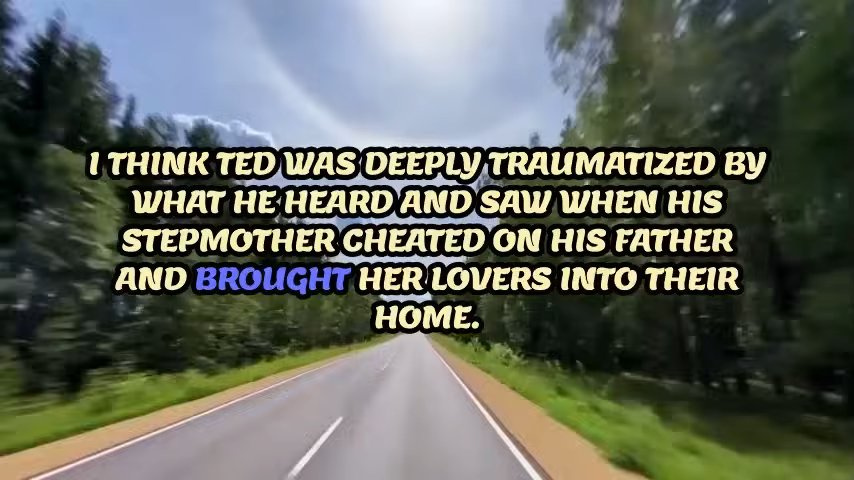 I THINK TED WAS DEEPLY TRAUMATIZED BY
WHAT HE HEARD AND SAW WHEN HIS
STEPMOTHER CHEATED ON HIS FATHER
AND BROUGHT HER LOVERS INTO THEIR
HOME.